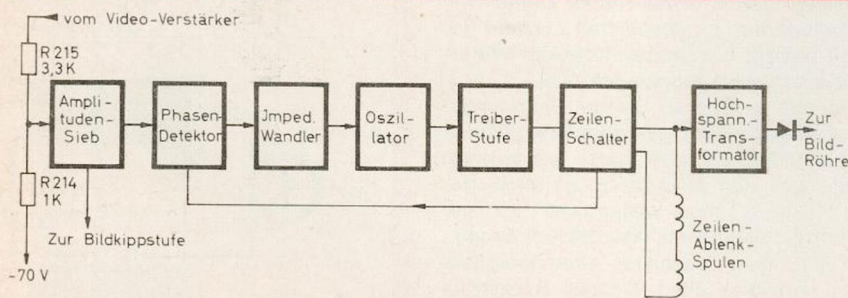 vom Video-Verstärker
R 215
3,3 K
Ampli-
tuden-
Sieb
Phasen-
Detektor
Jmped.
Wandler
Oszil-
lator
Treiber-
Stufe
Zeilen-
Schalter
Hoch-
spann.-
Trans-
formator
Zur
Bild-
Röhre
R 214
1K
Zur Bildkippstufe
-70 V
Zeilen-
Ablenk-
Spulen